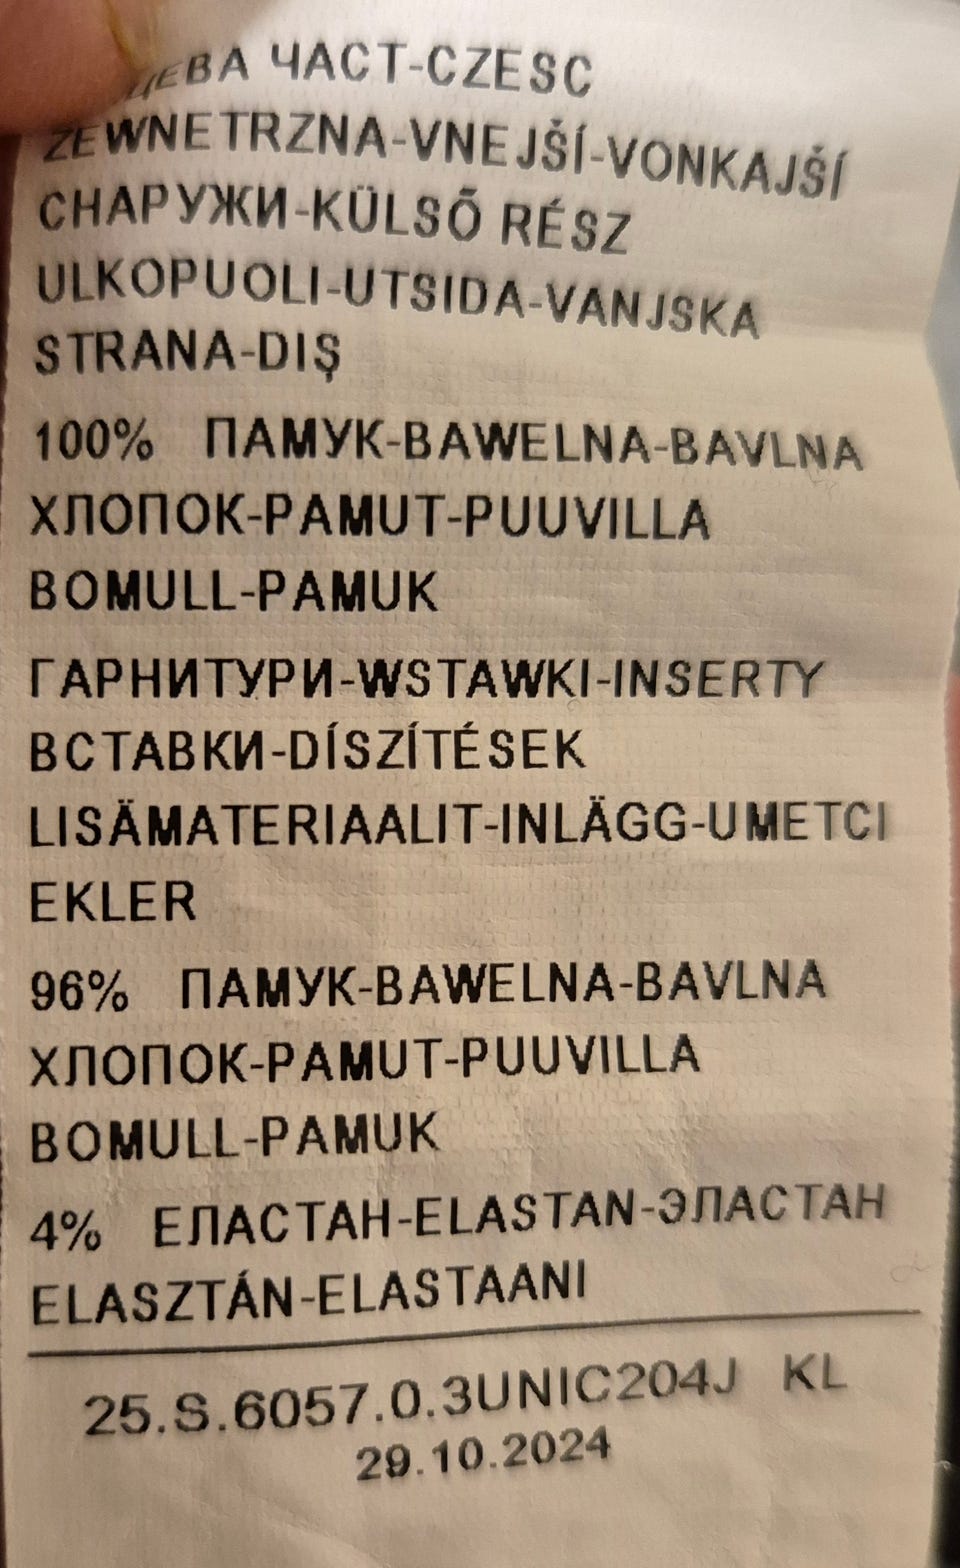 ЧАСТ-CZESC
ZEWNETRZNA-VNEJŠÍ-VONKAJŠÍ
СНАРУЖИ-KÜLSÕ RÉSZ
ULKOPUOLI-UTSIDA-VANJSKA
STRANA-DIŞ
100% ПАМУК-BAWELNA-BAVLNA
ХЛОПОК-PAMUT-PUUVILLA
BOMULL-PAMUK
ГАРНИТУРИ-WSTAWKI-INSERTY
ВСТАВКИ-DÍSZÍTÉSEK
LISÄMATERIAALIT-INLÄGG-UMETCI
EKLER
96% ПАМУК-BAWELNA-BAVLNA
ХЛОПОК-PAMUT-PUUVILLA
BOMULL-PAMUK
4% ЕЛАСТАН-ELASTAN-ЭЛАСТАН
ELASZTÁN-ELASTAANI
25.S.6057.0.3UNIC204J KL
29.10.2024